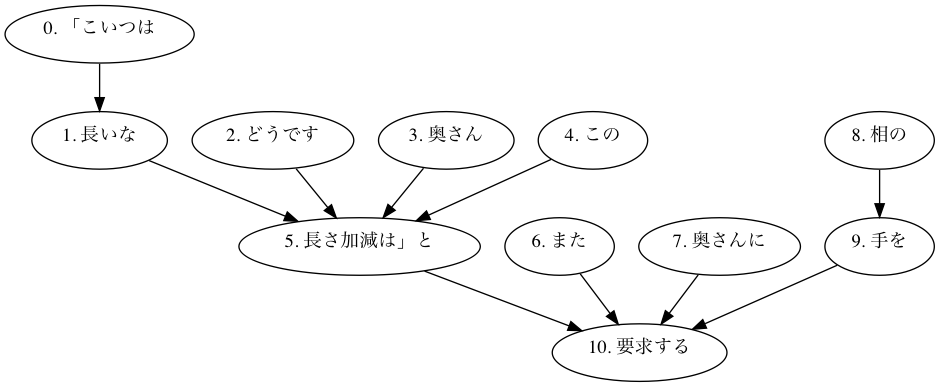 0. 「こいつは
1. 長いな
2. どうです
3. 奥さん
4. この
8. 相の
5. 長さ加減は」と
6. また
7. 奥さんに
9. 手を
10. 要求する